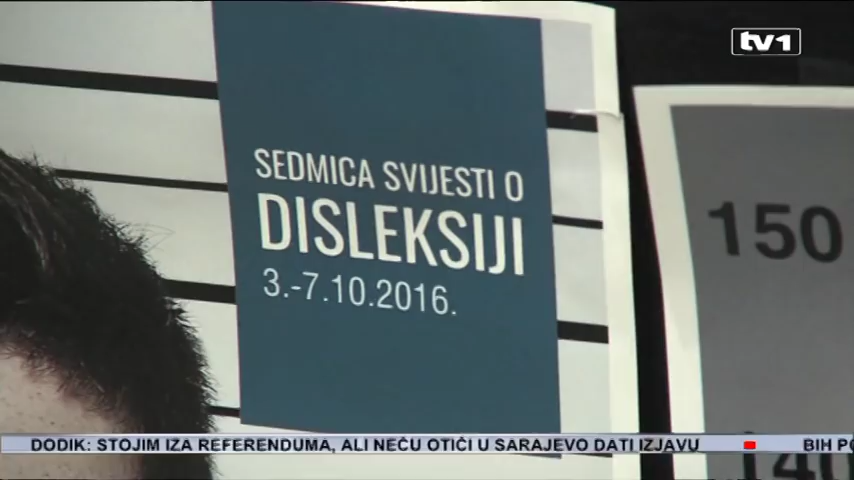 tv1
SEDMICA SVIJESTI O
DISLEKSIJI
3.-7.10.2016.
150
140
DODIK: STOJIM IZA REFERENDUMA, ALI NEĆU OTIĆI U SARAJEVO DATI IZJAVU
BIH